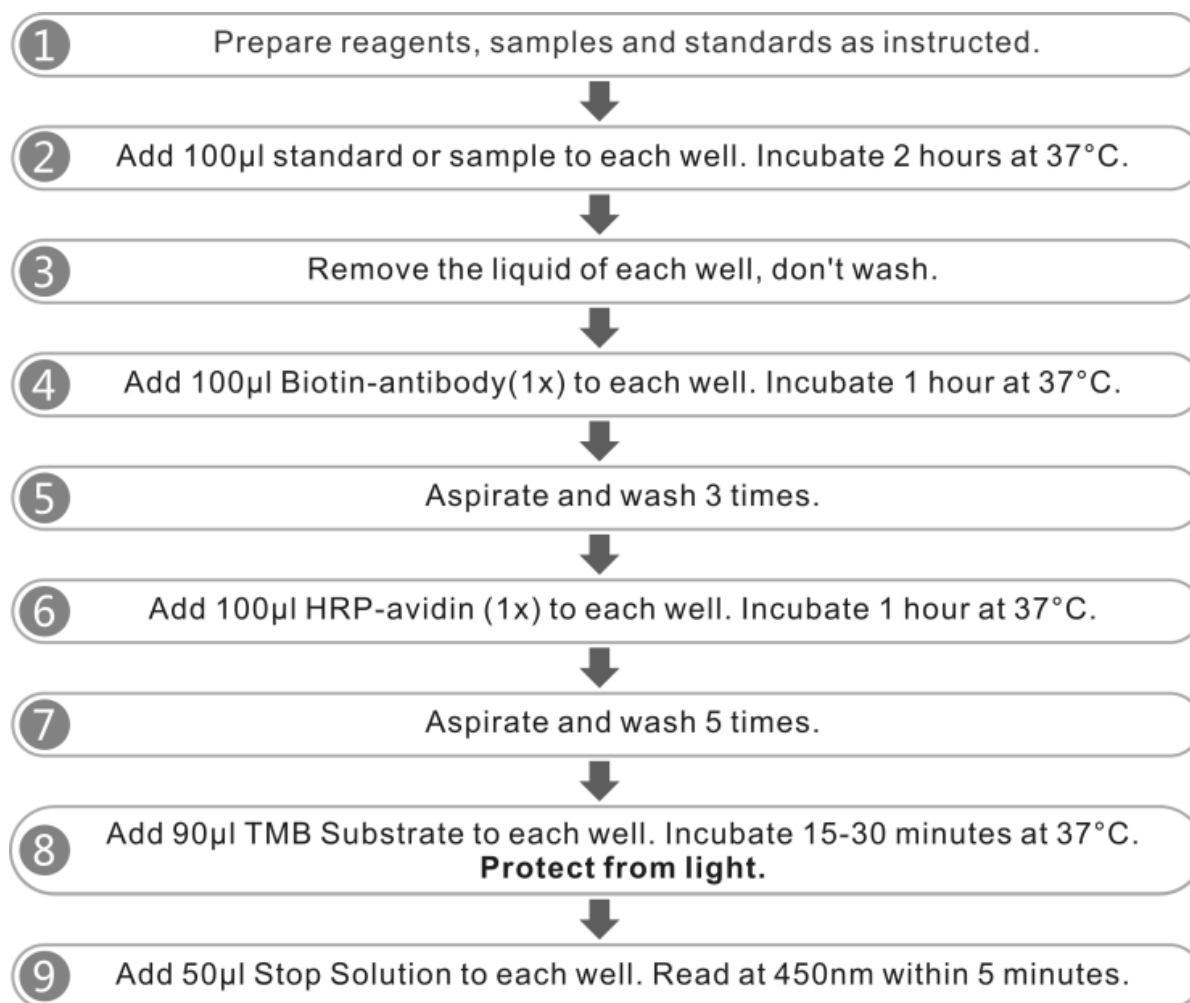 1 Prepare reagents, samples and standards as instructed.
2 Add 100µl standard or sample to each well. Incubate 2 hours at 37°C.
3 Remove the liquid of each well, don't wash.
4 Add 100µl Biotin-antibody(1x) to each well. Incubate 1 hour at 37°C.
5 Aspirate and wash 3 times.
6 Add 100µl HRP-avidin (1x) to each well. Incubate 1 hour at 37°C.
7 Aspirate and wash 5 times.
8 Add 90µl TMB Substrate to each well. Incubate 15-30 minutes at 37°C.
Protect from light.
9 Add 50µl Stop Solution to each well. Read at 450nm within 5 minutes.